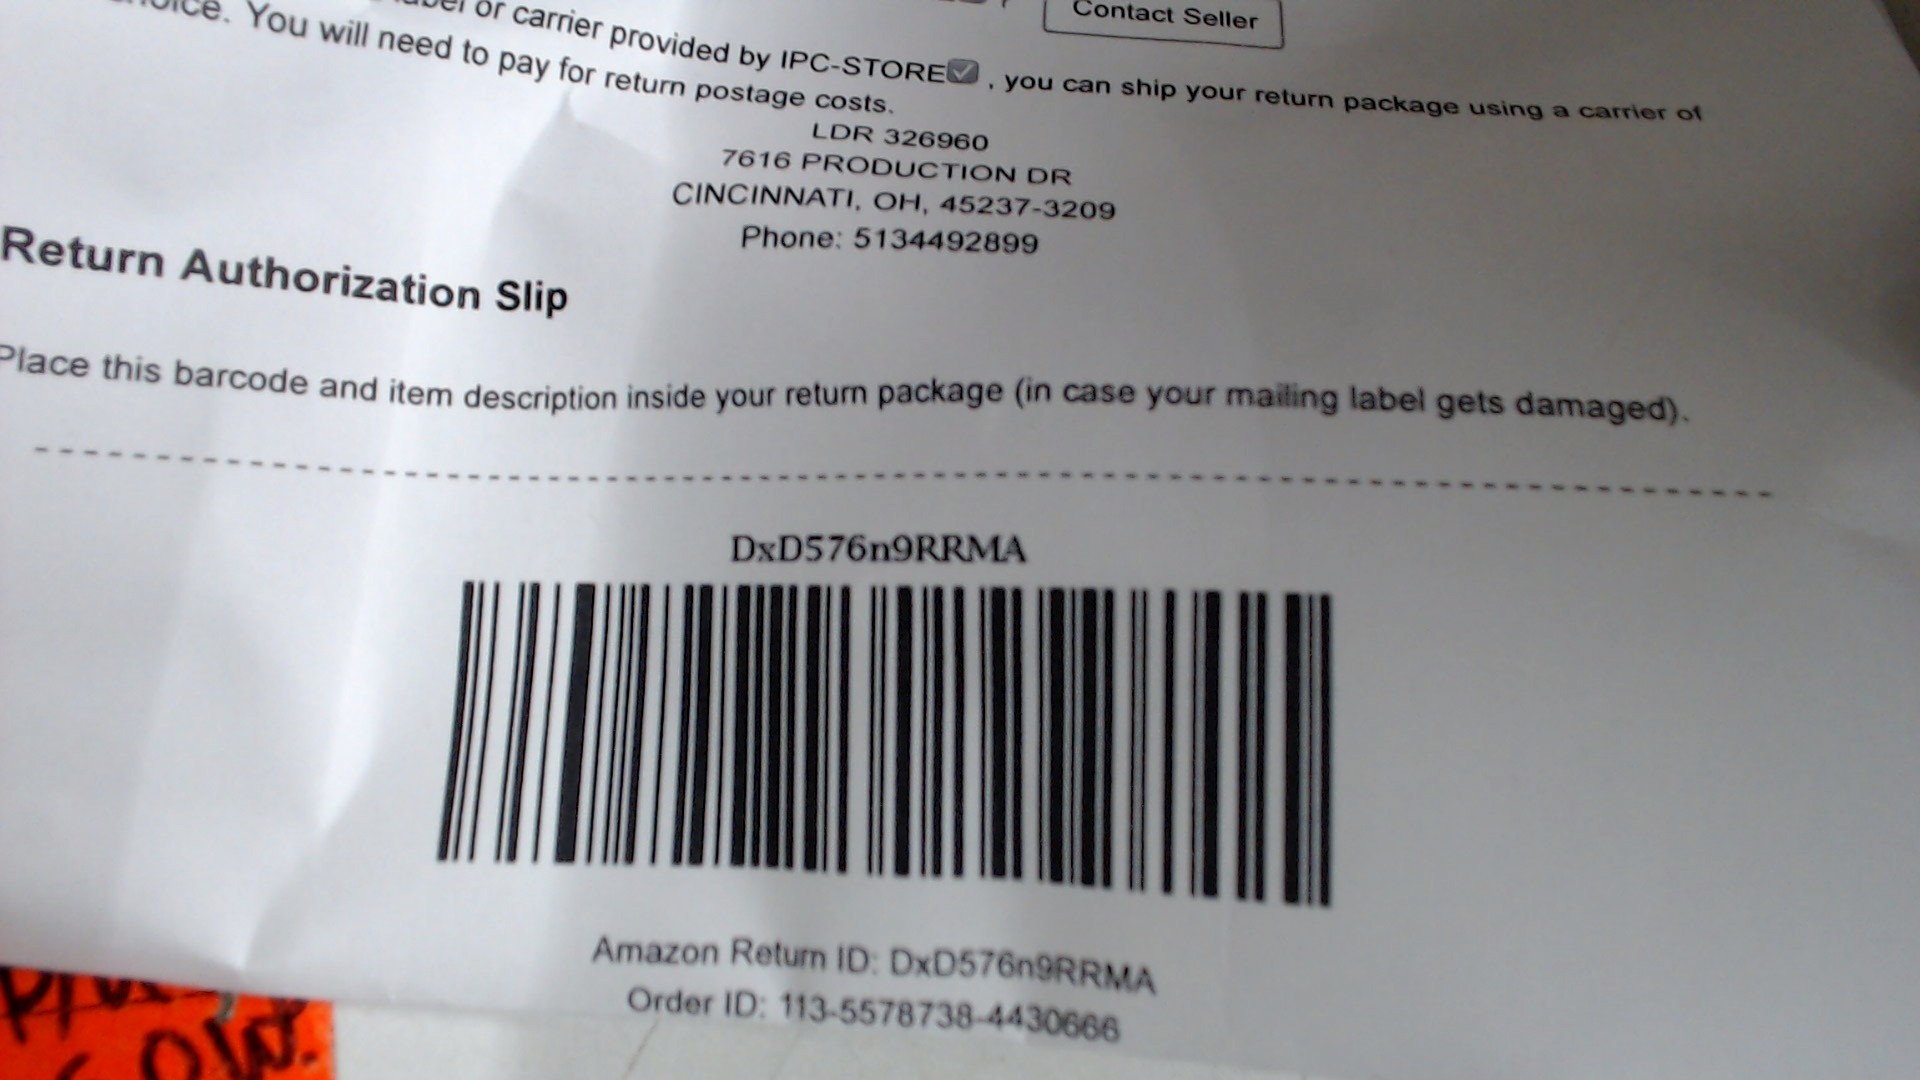 Contact Seller
or carrier provided by IPC-STORE☑, you can ship your return package using a carrier of
You will need to pay for return postage costs.
LDR 326960
7616 PRODUCTION DR
CINCINNATI, OH, 45237-3209
Phone: 5134492899
Return Authorization Slip
Place this barcode and item description inside your return package (in case your mailing label gets damaged).
DxD576n9RRMA
Amazon Return ID: DxD576n9RRMA
Order ID: 113-5578738-4430666